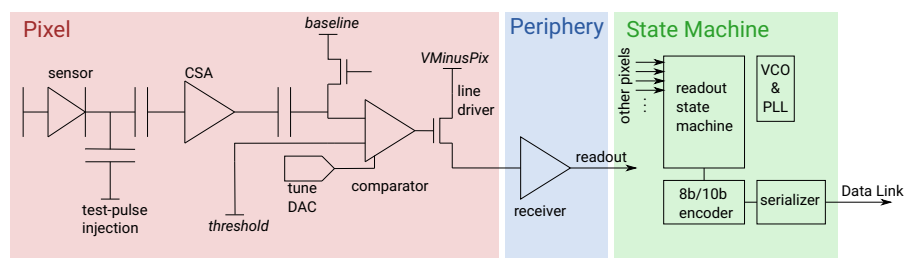 Pixel
Periphery
State Machine
baseline
sensor
CSA
VMinusPix
line
driver
tune
DAC
comparator
test-pulse
injection
threshold
receiver
readout
other pixels
...
readout
state
machine
VCO
&
PLL
8b/10b
encoder
serializer
Data Link